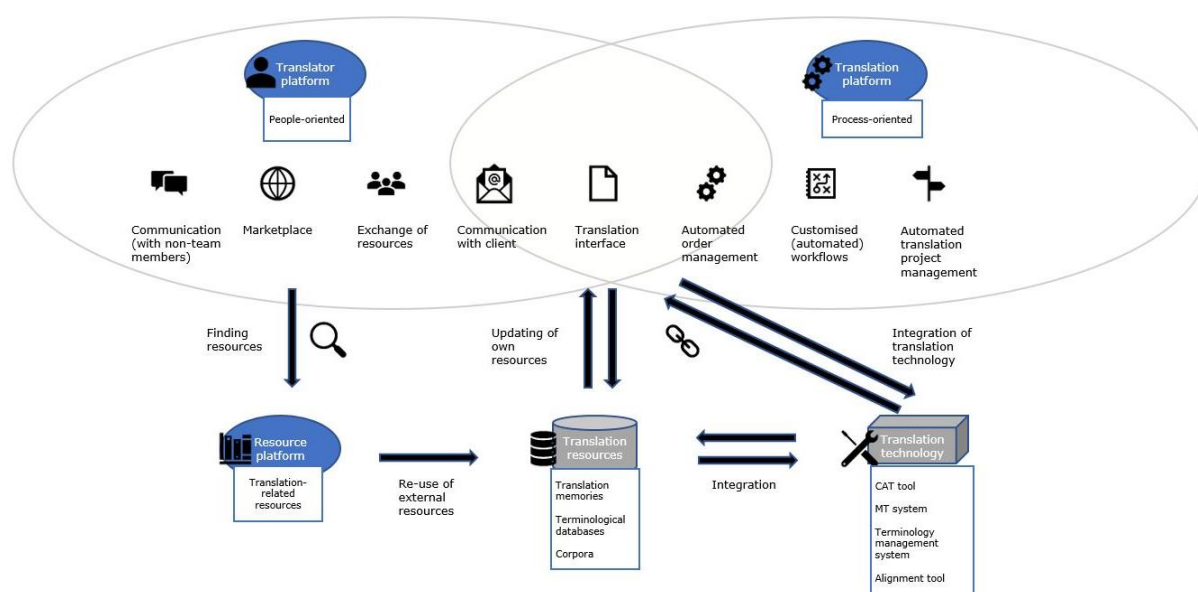 Translator
platform
People-oriented
Translation
platform
Process-oriented
Communication
(with non-team
members)
Marketplace
Exchange of
resources
@
Communication
with client
Translation
interface
Automated
order
management
Customised
(automated)
workflows
Automated
translation
project
management
Finding
resources
Updating of
own
resources
Integration of
translation
technology
Resource
platform
Translation-
related
resources
Re-use of
external
resources
Translation
resources
Translation
memories
Terminological
databases
Corpora
Integration
Translation
technology
CAT tool
MT system
Terminology
management
system
Alignment tool